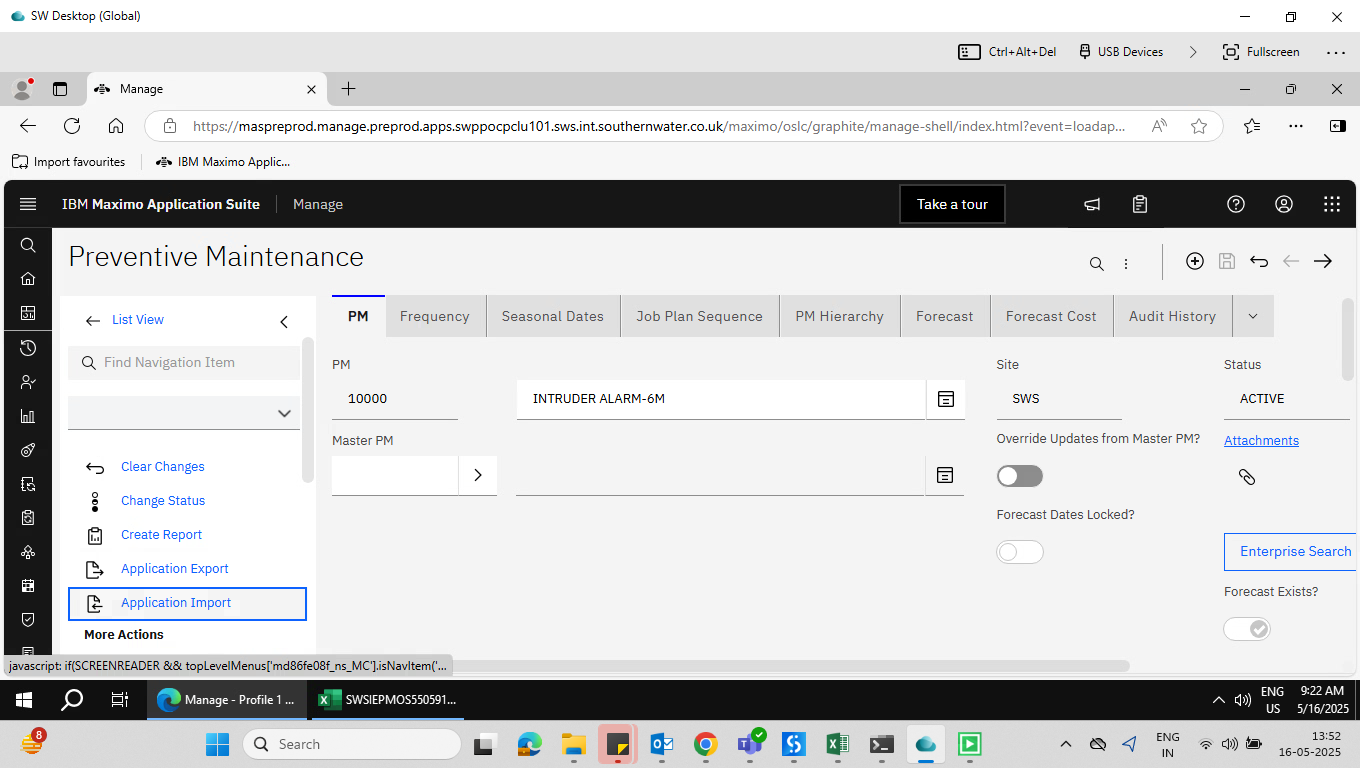 SW Desktop (Global)
Ctrl+Alt+Del
USB Devices
Fullscreen
Manage
https://maspreprod.manage.preprod.apps.swppocpclu101.sws.int.southernwater.co.uk/maximo/oslc/graphite/manage-shell/index.html?event=loadap...
Import favourites
IBM Maximo Applic...
IBM Maximo Application Suite
Manage
Take a tour
Preventive Maintenance
List View
Find Navigation Item
Clear Changes
Change Status
Create Report
Application Export
Application Import
More Actions
PM
Frequency
Seasonal Dates
Job Plan Sequence
PM Hierarchy
Forecast
Forecast Cost
Audit History
PM
Site
Status
10000
INTRUDER ALARM-6M
SWS
ACTIVE
Master PM
Override Updates from Master PM?
Attachments
Forecast Dates Locked?
Enterprise Search
Forecast Exists?
javascript: if(SCREENREADER && topLevelMenus['md86fe08f_ns_MC'].isNavItem('...
Manage - Profile 1 ...
SWSIEPMOS550591...
ENG
US
9:22 AM
5/16/2025
8
Search
ENG
IN
13:52
16-05-2025